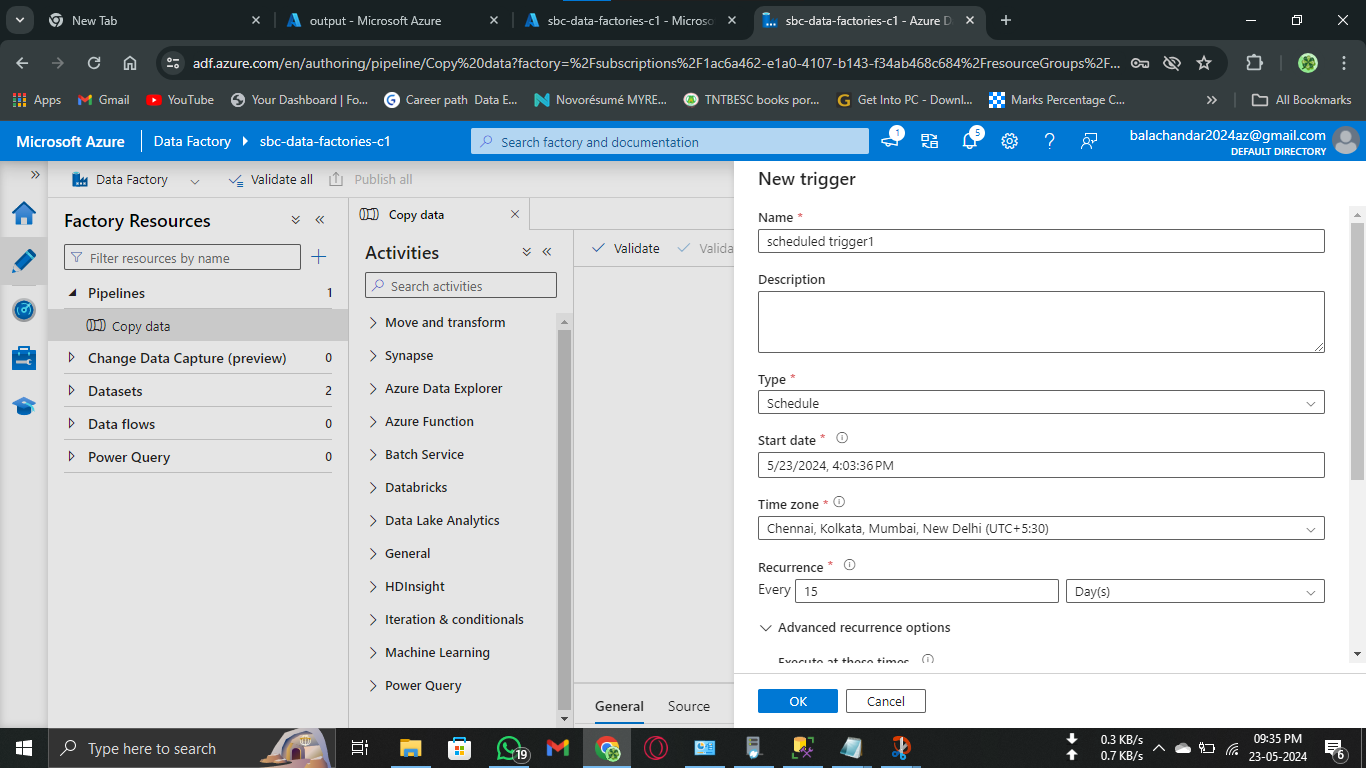 New Tab
output - Microsoft Azure
sbc-data-factories-c1 - Microso
sbc-data-factories-c1 - Azure D
adf.azure.com/en/authoring/pipeline/Copy%20data?factory=%2Fsubscriptions%2F1ac6a462-e1a0-4107-b143-f34ab468c684%2FresourceGroups%2F...
Apps
Gmail
YouTube
Your Dashboard | Fo...
Career path Data E...
Novorésumé MYRE...
TNTBESC books por...
Get Into PC - Downl...
Marks Percentage C...
All Bookmarks
Microsoft Azure
Data Factory
sbc-data-factories-c1
Search factory and documentation
1
5
balachandar2024az@gmail.com
DEFAULT DIRECTORY
Data Factory
Validate all
Publish all
Factory Resources
Filter resources by name
Pipelines 1
Copy data
Change Data Capture (preview) 0
Datasets 2
Data flows 0
Power Query 0
Copy data
Activities
Search activities
Move and transform
Synapse
Azure Data Explorer
Azure Function
Batch Service
Databricks
Data Lake Analytics
General
HDInsight
Iteration & conditionals
Machine Learning
Power Query
Validate
Valida
General
Source
New trigger
Name *
scheduled trigger1
Description
Type *
Schedule
Start date *
5/23/2024, 4:03:36 PM
Time zone *
Chennai, Kolkata, Mumbai, New Delhi (UTC+5:30)
Recurrence *
Every 15 Day(s)
Advanced recurrence options
Execute at these times
OK
Cancel
Type here to search
19
0.3 KB/s
0.7 KB/s
09:35 PM
23-05-2024
6